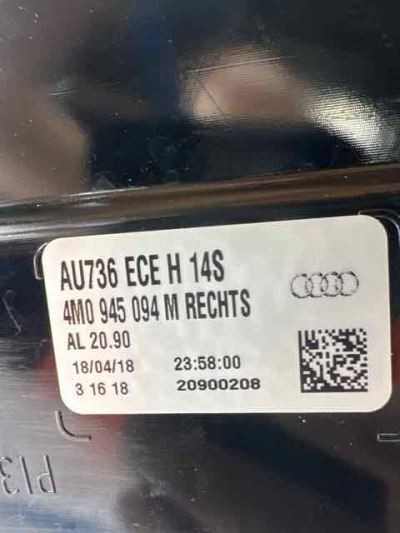 AU736 ECE H 14S
4M0 945 094 M RECHTS
AL 20.90
18/04/18 23:58:00
3 16 18 20900208